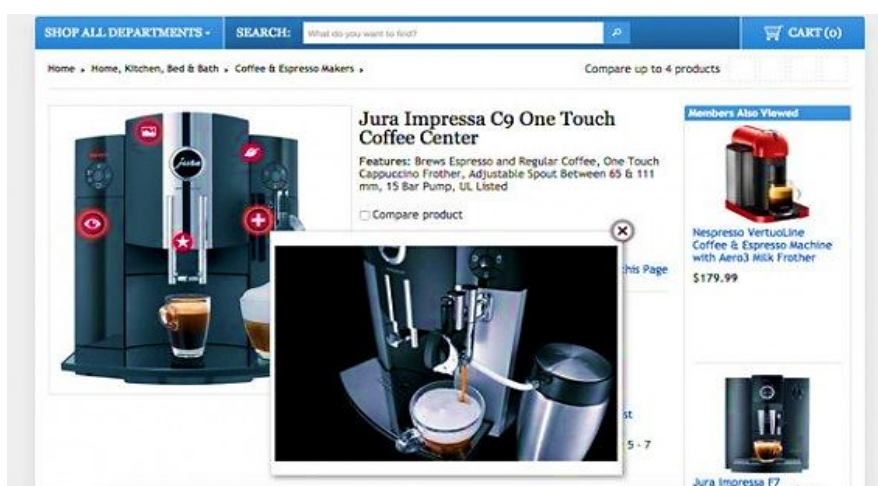 SHOP ALL DEPARTMENTS
SEARCH:
What do you want to find?
CART (0)
Home ▸ Home, Kitchen, Bed & Bath ▸ Coffee & Espresso Makers ▸
Compare up to 4 products
Jura Impressa C9 One Touch
Coffee Center
Features: Brews Espresso and Regular Coffee, One Touch
Cappuccino Frother, Adjustable Spout Between 65 & 111
mm, 15 Bar Pump, UL Listed
Compare product
this Page
st
5 - 7
jura
Members Also Viewed
Nespresso VertuoLine
Coffee & Espresso Machine
with Aero3 Milk Frother
$179.99
Jura Impressa F7